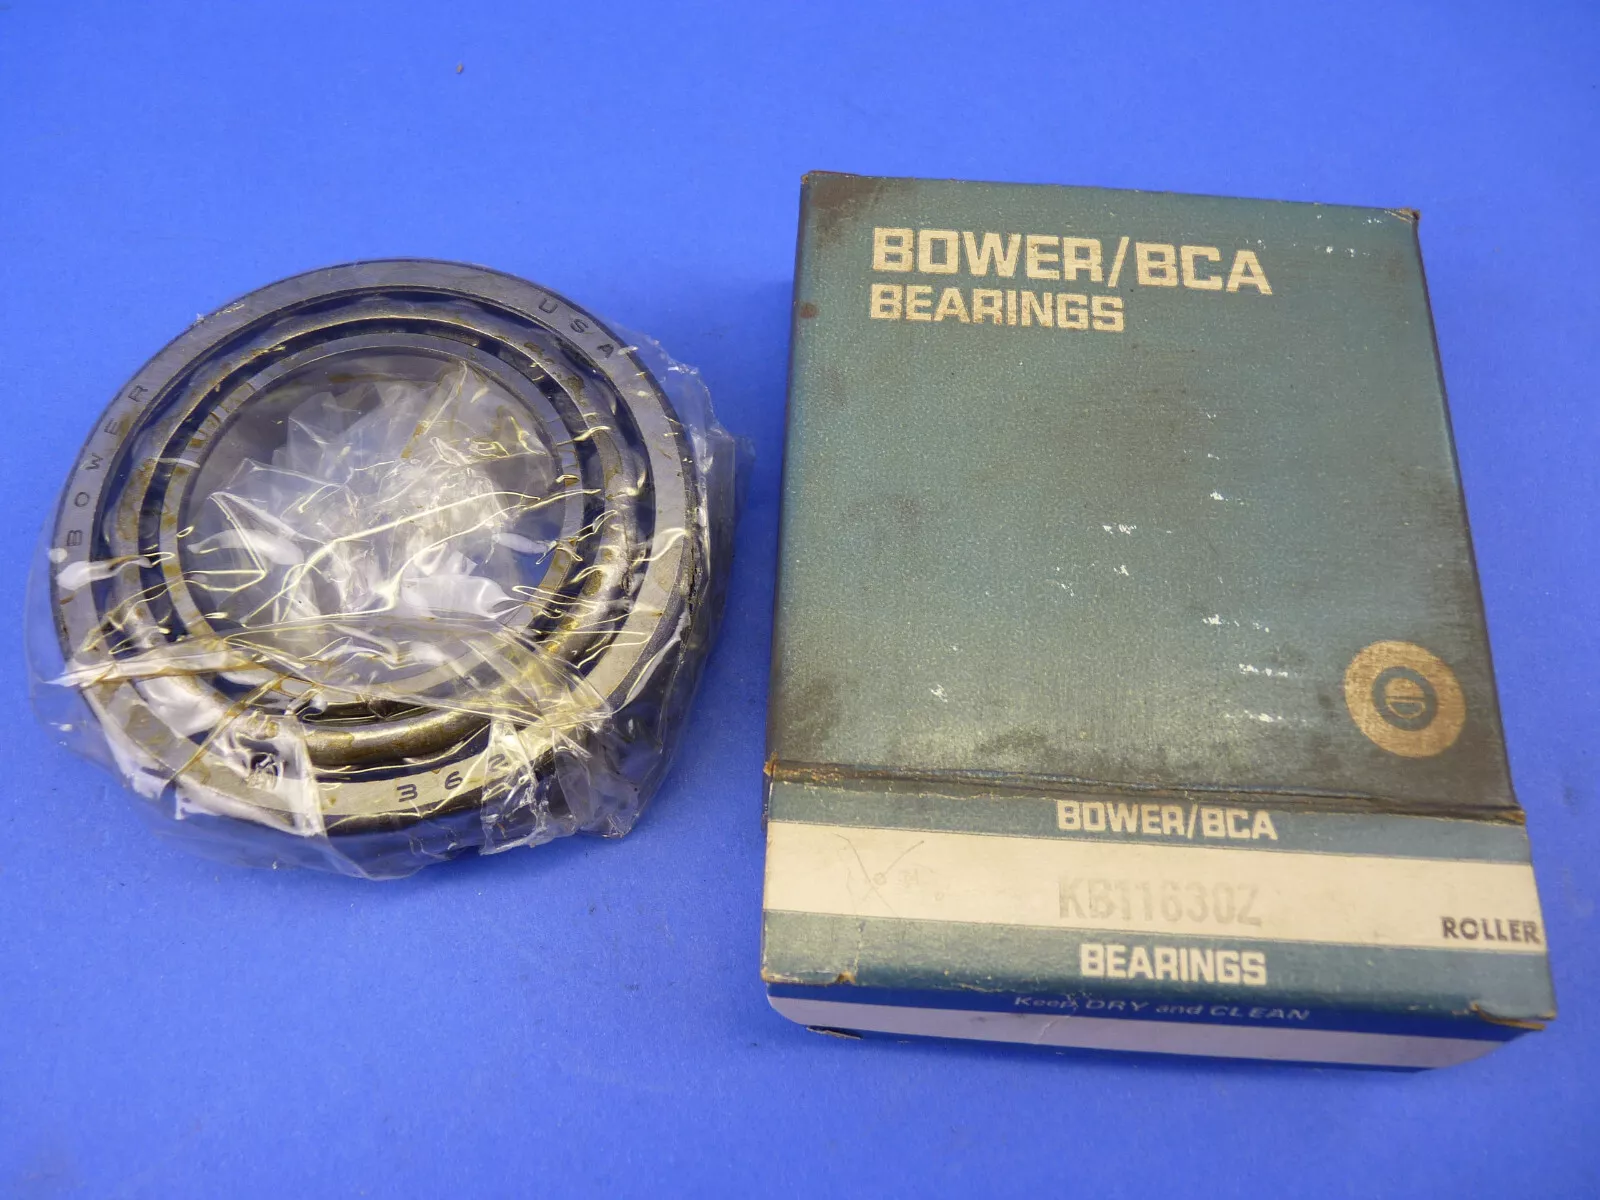 BOWER
USA
362
BOWER/BCA
BEARINGS
BOWER/BCA
KB11630Z
ROLLER
BEARINGS
Keep DRY and CLEAN